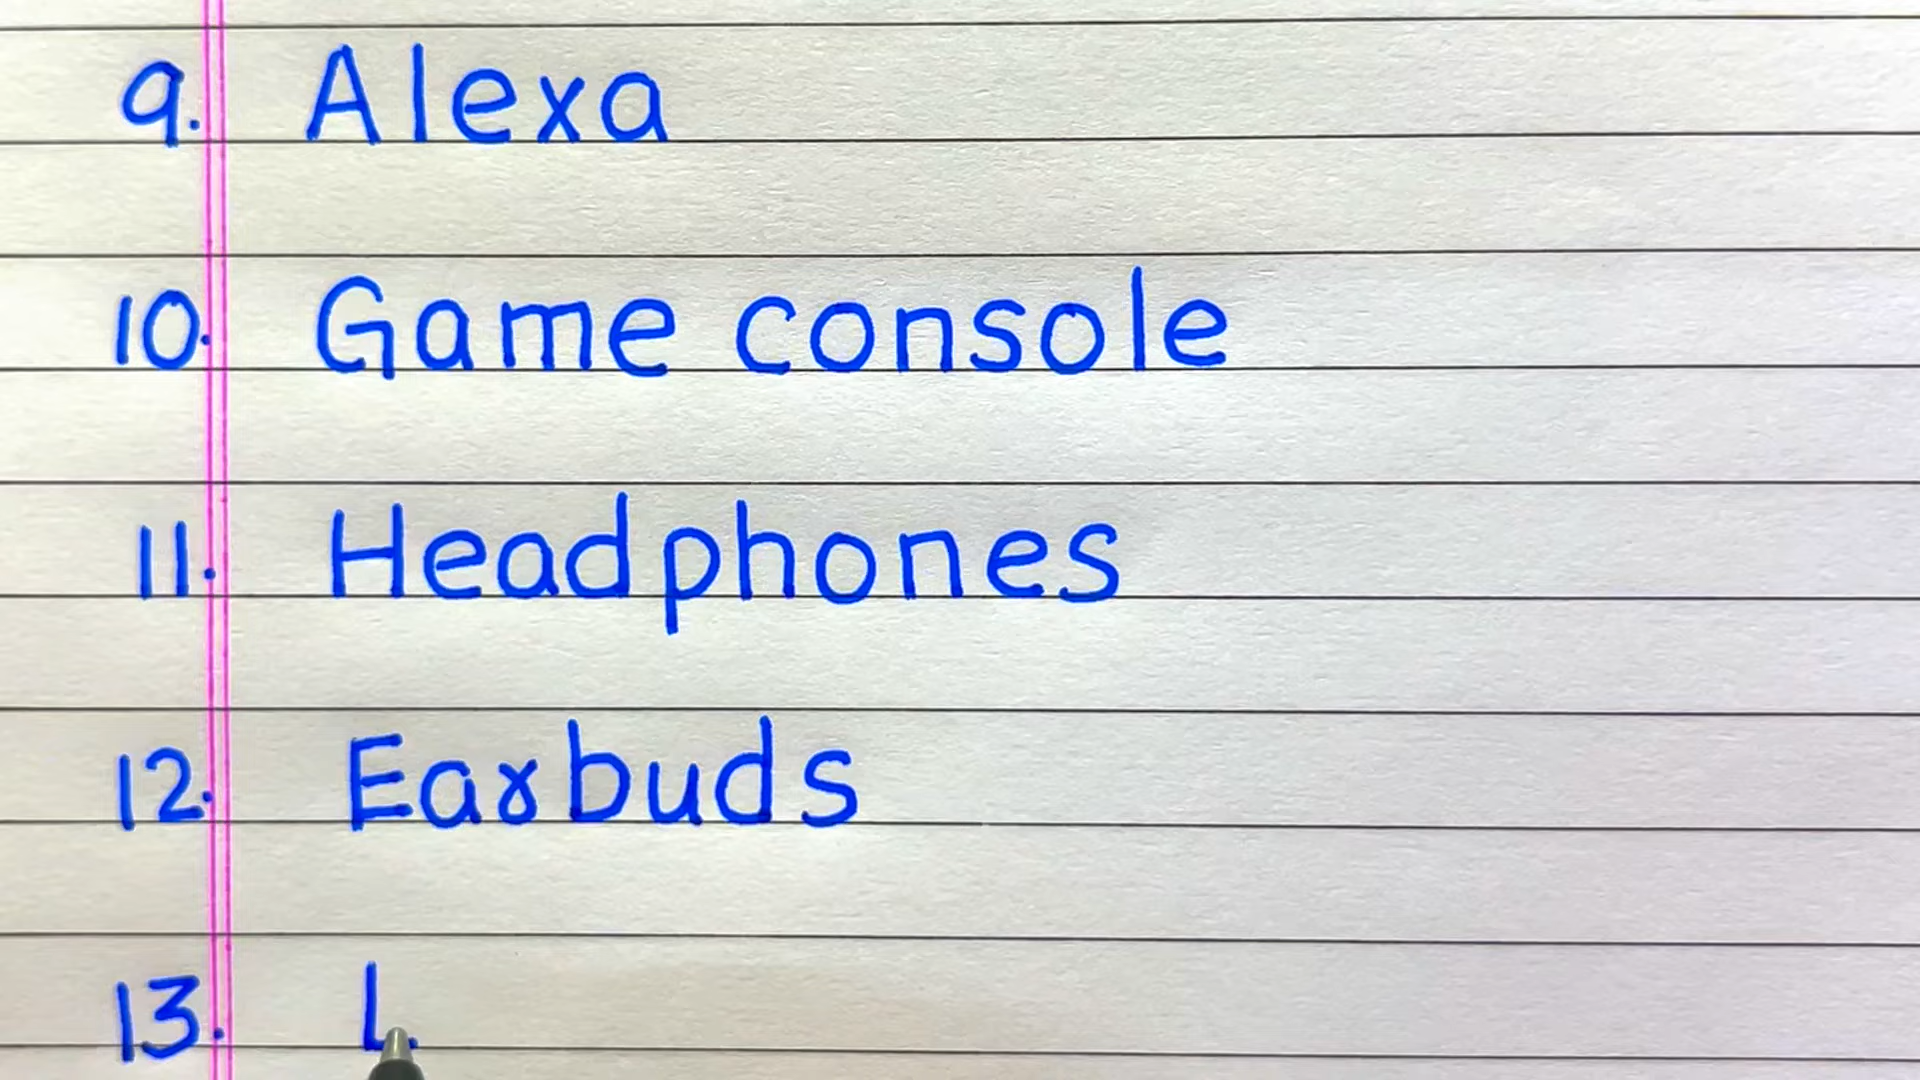 9. Alexa
10. Game console
11. Headphones
12. Earbuds
13. L